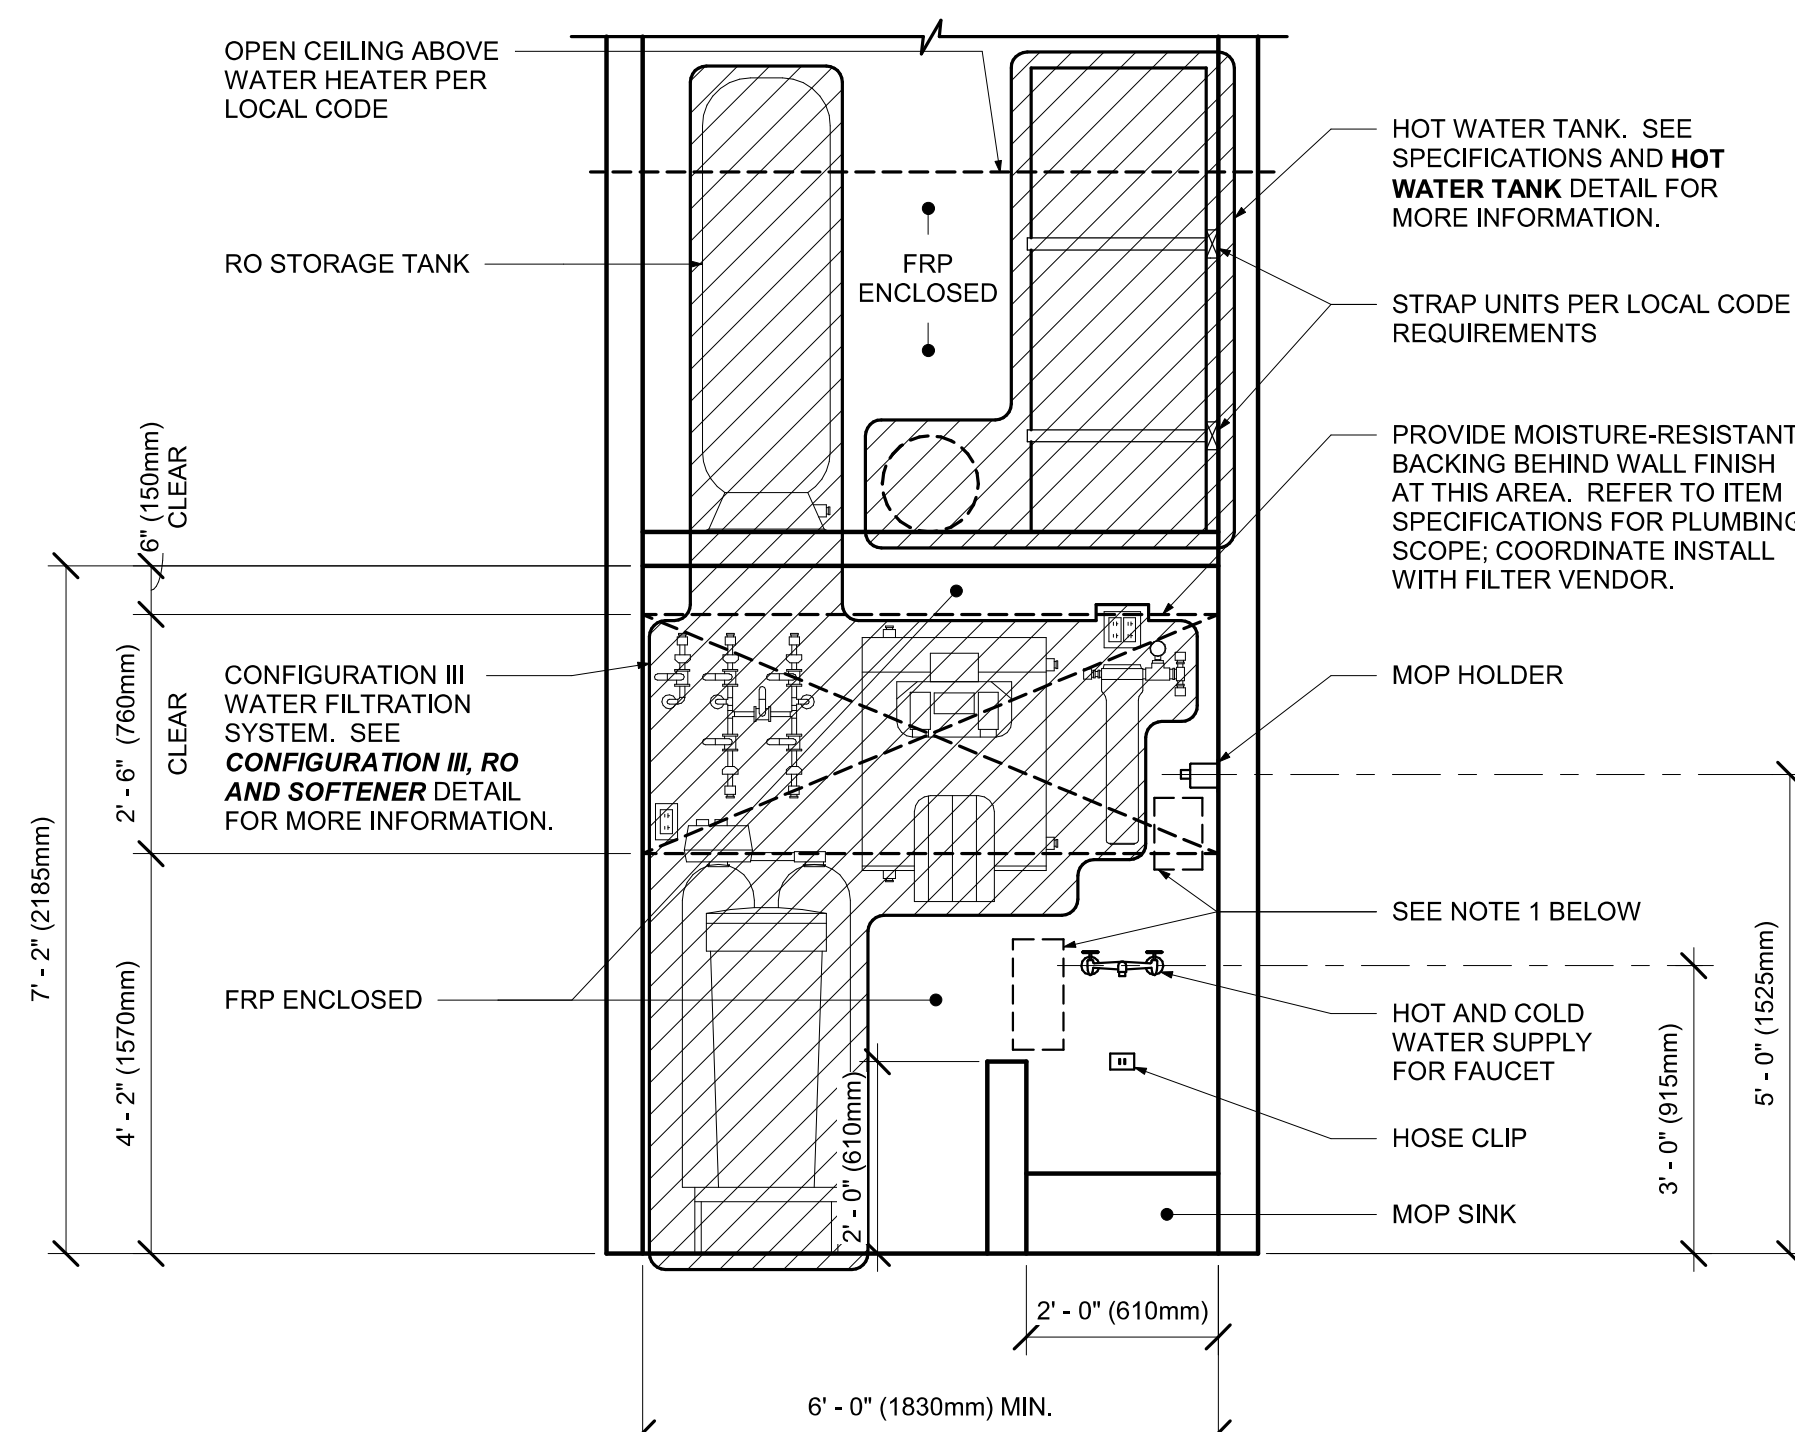 OPEN CEILING ABOVE
WATER HEATER PER
LOCAL CODE
RO STORAGE TANK
FRP
ENCLOSED
HOT WATER TANK. SEE
SPECIFICATIONS AND HOT
WATER TANK DETAIL FOR
MORE INFORMATION.
STRAP UNITS PER LOCAL CODE
REQUIREMENTS
PROVIDE MOISTURE-RESISTANT
BACKING BEHIND WALL FINISH
AT THIS AREA. REFER TO ITEM
SPECIFICATIONS FOR PLUMBING
SCOPE; COORDINATE INSTALL
WITH FILTER VENDOR.
6" (150mm)
CLEAR
2' - 6" (760mm)
CLEAR
7' - 2" (2185mm)
4' - 2" (1570mm)
CONFIGURATION III
WATER FILTRATION
SYSTEM. SEE
CONFIGURATION III, RO
AND SOFTENER DETAIL
FOR MORE INFORMATION.
MOP HOLDER
SEE NOTE 1 BELOW
FRP ENCLOSED
HOT AND COLD
WATER SUPPLY
FOR FAUCET
HOSE CLIP
MOP SINK
2' - 0" (610mm)
3' - 0" (915mm)
5' - 0" (1525mm)
2' - 0" (610mm)
6' - 0" (1830mm) MIN.